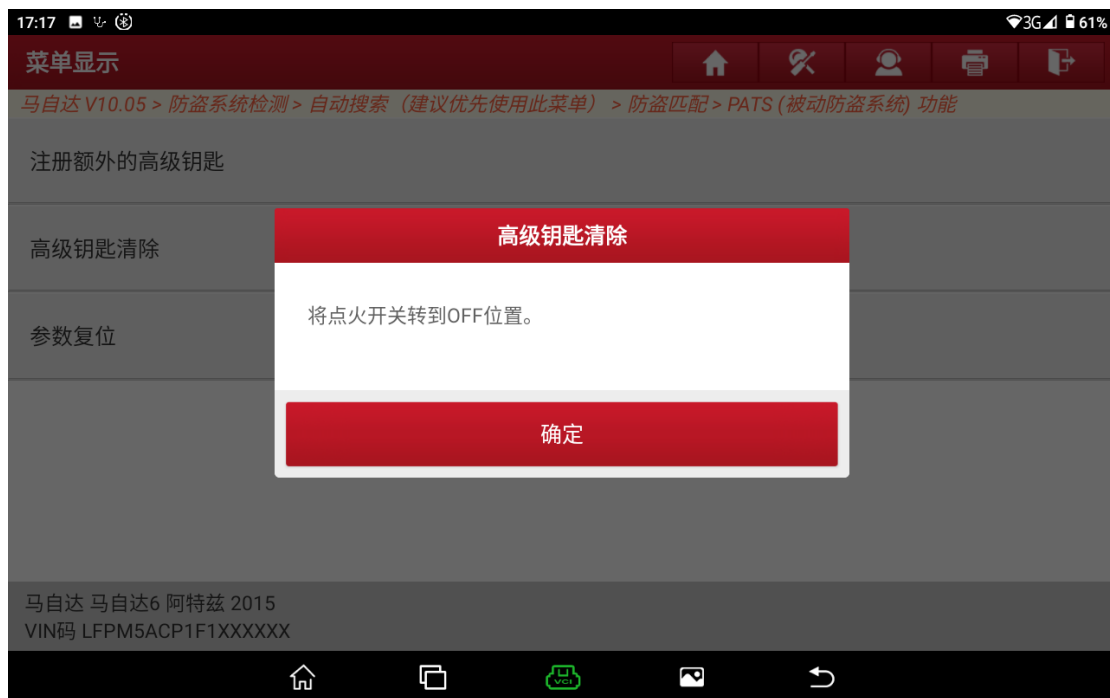 17:17
3G 61%
菜单显示
马自达 V10.05 > 防盗系统检测 > 自动搜索（建议优先使用此菜单） > 防盗匹配 > PATS (被动防盗系统) 功能
注册额外的高级钥匙
高级钥匙清除
高级钥匙清除
将点火开关转到OFF位置。
参数复位
确定
马自达 马自达6 阿特兹 2015
VIN码 LFPM5ACP1F1XXXXXX
VCI